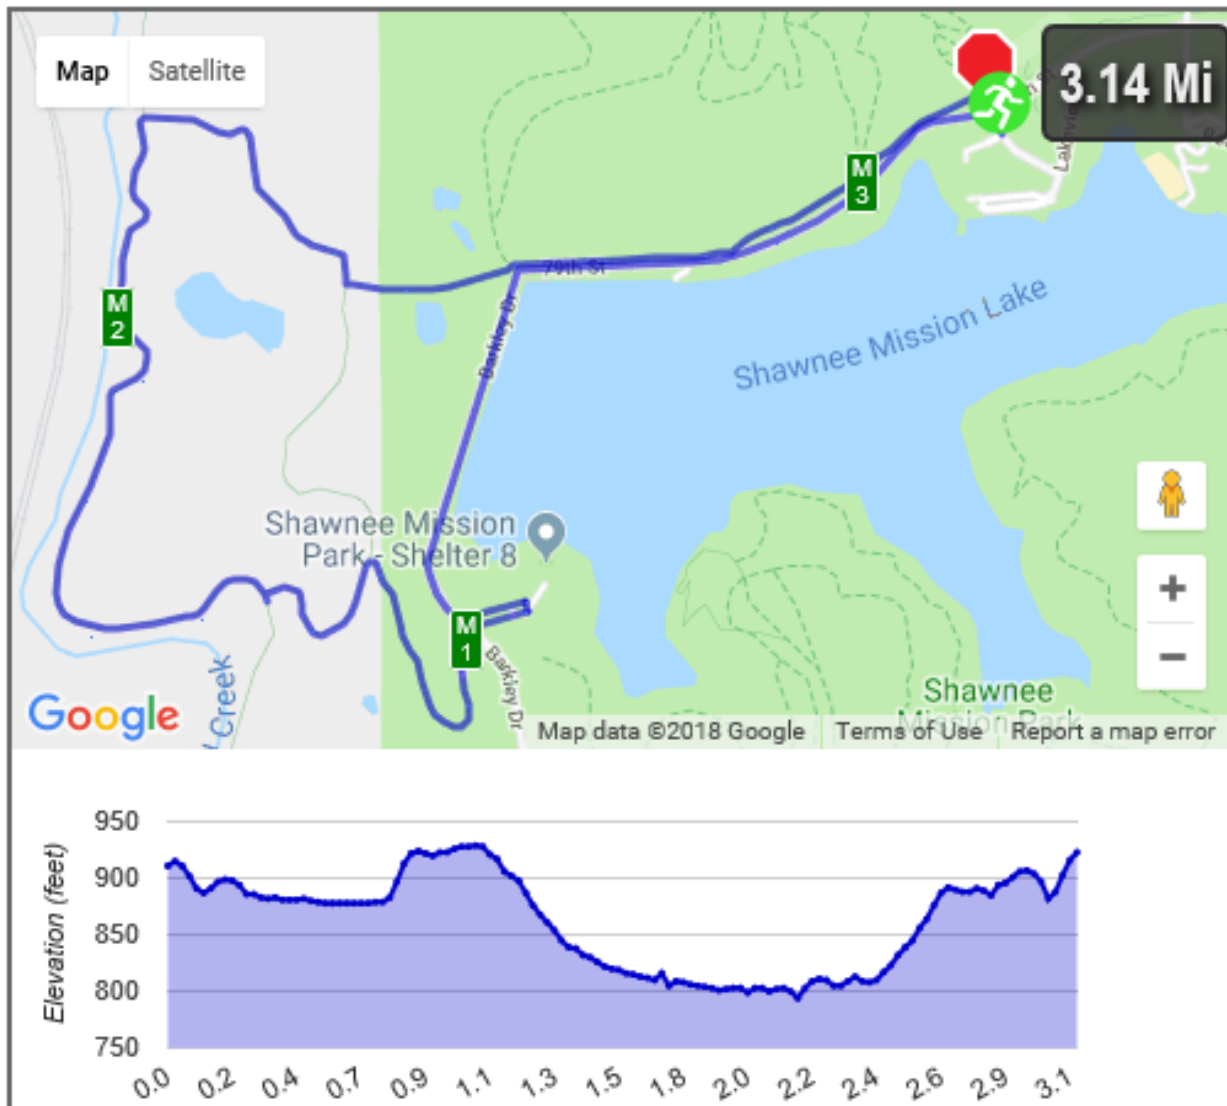 Map
Satellite
3.14 Mi
M
3
79th St
Barkley Dr
M
2
Shawnee Mission Lake
Shawnee Mission
Park - Shelter 8
M
1
Barkley Dr
Creek
Shawnee
Mission Park
Google
Map data ©2018 Google
Terms of Use
Report a map error
+
−
Elevation (feet)
950
900
850
800
750
0.0 0.2 0.4 0.7 0.9 1.1 1.3 1.5 1.8 2.0 2.2 2.4 2.6 2.9 3.1